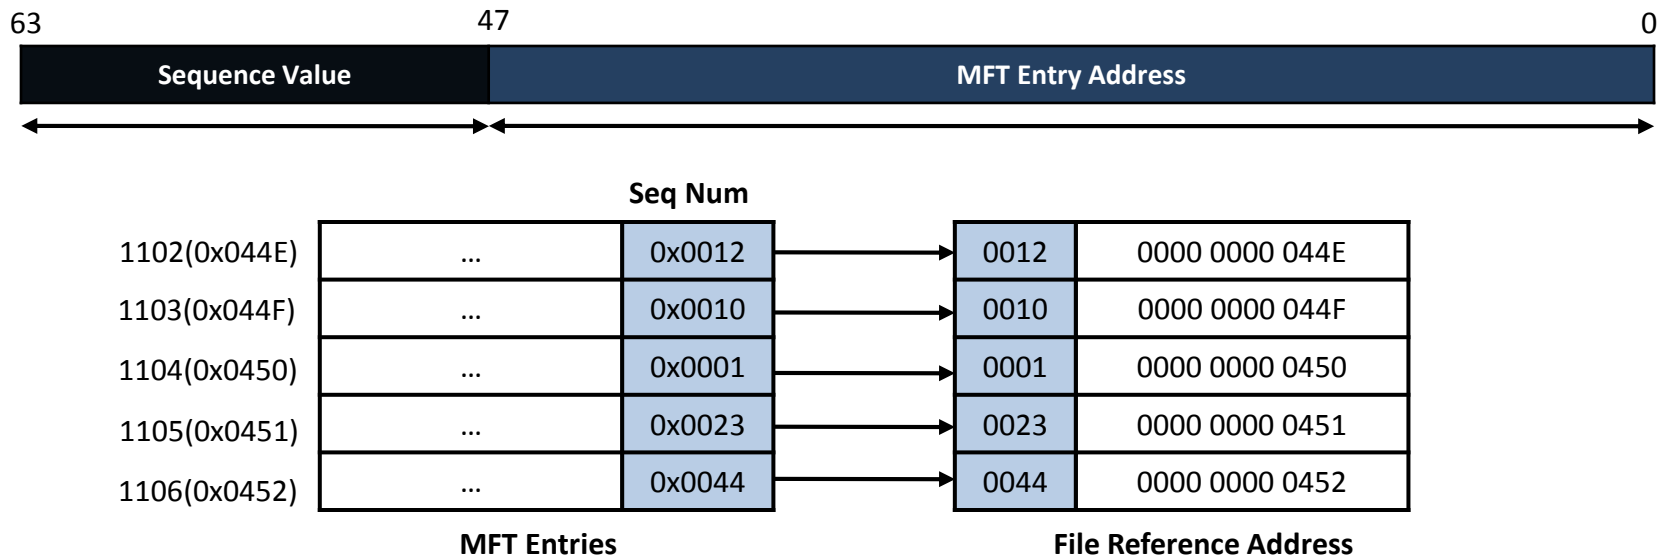 63 47 0
Sequence Value MFT Entry Address
Seq Num
1102(0x044E) ... 0x0012 0012 0000 0000 044E
1103(0x044F) ... 0x0010 0010 0000 0000 044F
1104(0x0450) ... 0x0001 0001 0000 0000 0450
1105(0x0451) ... 0x0023 0023 0000 0000 0451
1106(0x0452) ... 0x0044 0044 0000 0000 0452
MFT Entries File Reference Address